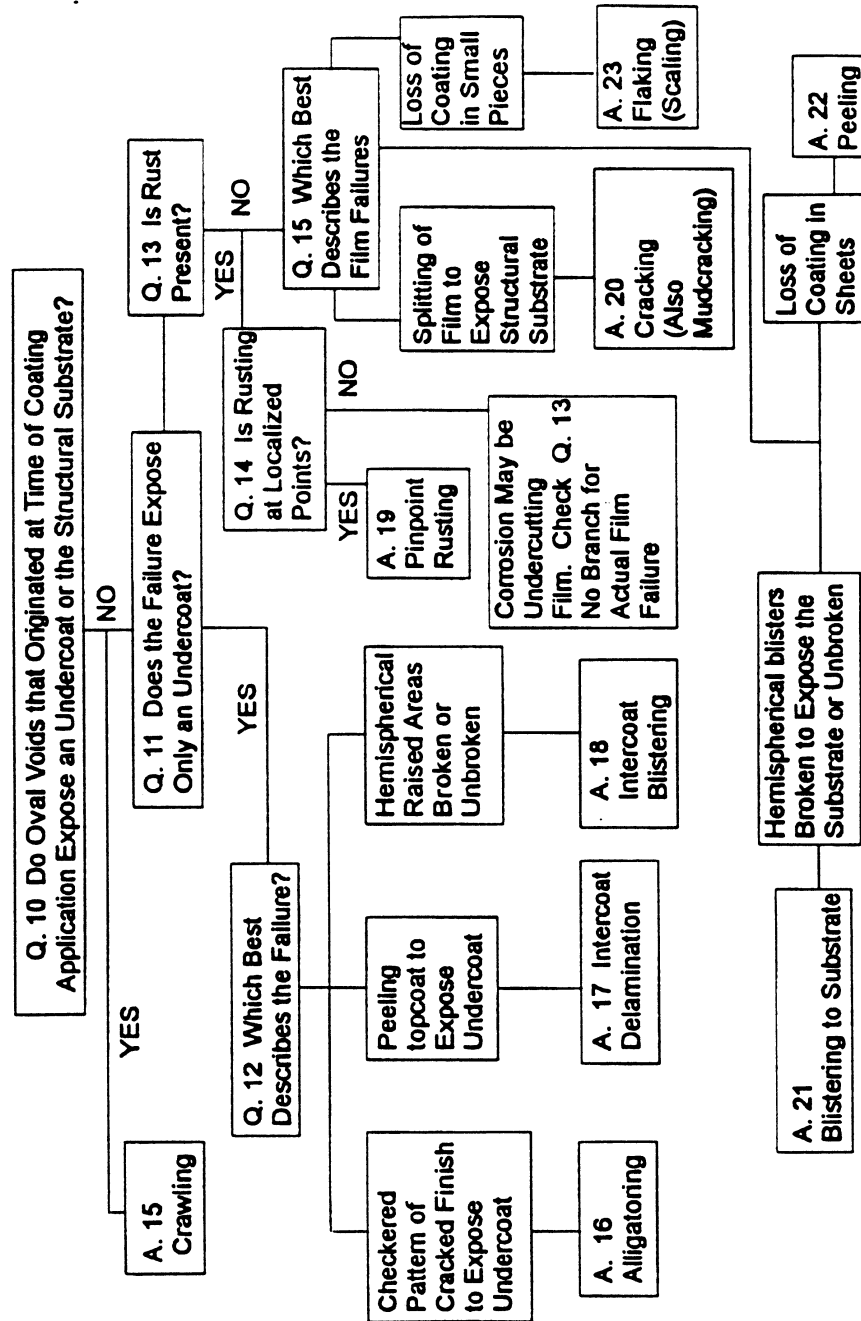 Q. 10 Do Oval Voids that Originated at Time of Coating
Application Expose an Undercoat or the Structural Substrate?
YES
NO
A. 15
Crawling
Q. 11 Does the Failure Expose
Only an Undercoat?
YES
Q. 13 Is Rust
Present?
YES
NO
Q. 12 Which Best
Describes the Failure?
Q. 14 Is Rusting
at Localized
Points?
YES
NO
Q. 15 Which Best
Describes the
Film Failures
Checkered
Pattern of
Cracked Finish
to Expose
Undercoat
Peeling
topcoat to
Expose
Undercoat
Hemispherical
Raised Areas
Broken or
Unbroken
A. 19
Pinpoint
Rusting
Corrosion May be
Undercutting
Film. Check Q. 13
No Branch for
Actual Film
Failure
Splitting of
Film to
Expose
Structural
Substrate
Loss of
Coating
in Small
Pieces
A. 16
Alligatoring
A. 17 Intercoat
Delamination
A. 18
Intercoat
Blistering
A. 20
Cracking
(Also
Mudcracking)
A. 23
Flaking
(Scaling)
A. 21
Blistering to Substrate
Hemispherical blisters
Broken to Expose the
Substrate or Unbroken
Loss of
Coating in
Sheets
A. 22
Peeling